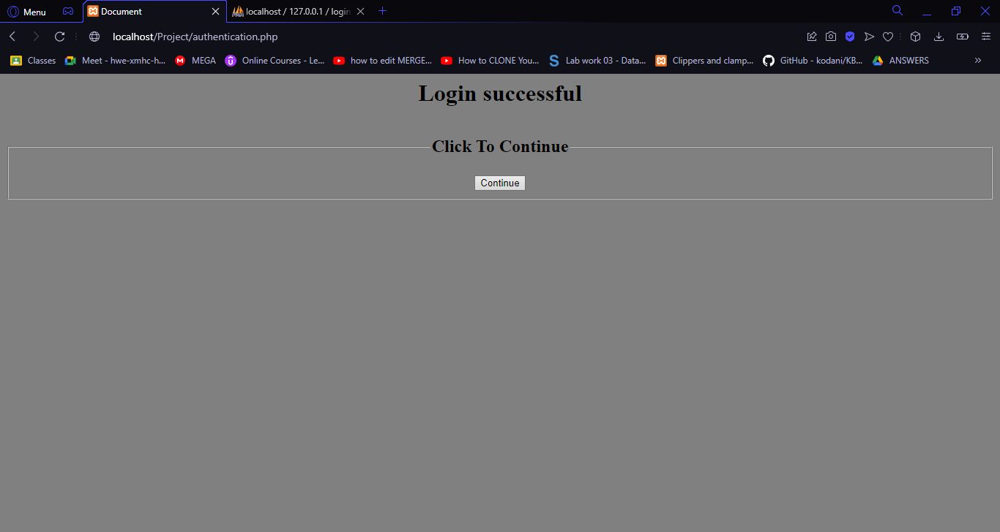 Menu
Document
localhost / 127.0.0.1 / login
localhost/Project/authentication.php
Classes
Meet - hwe-xmhc-h...
MEGA
Online Courses - Le...
how to edit MERGE...
How to CLONE You...
Lab work 03 - Data...
Clippers and clamp...
GitHub - kodani/KB...
ANSWERS
Login successful
Click To Continue
Continue